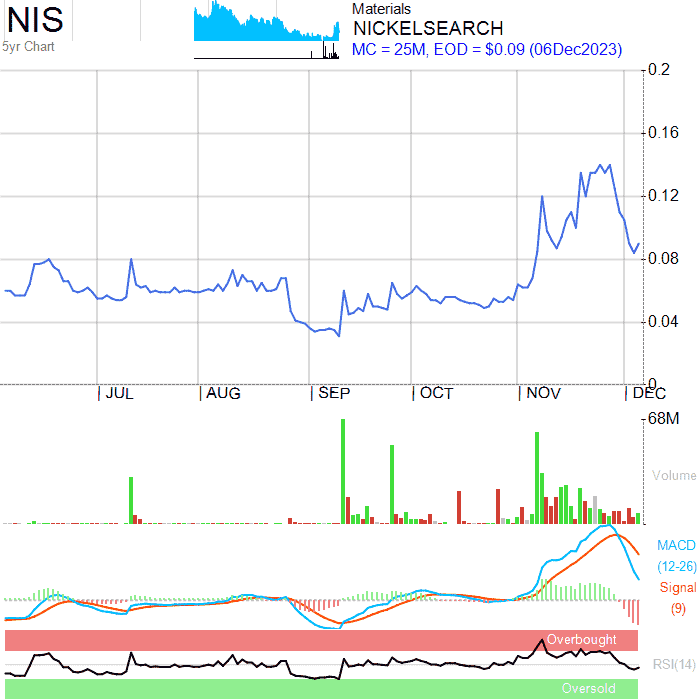 NIS
5yr Chart
Materials
NICKELSEARCH
MC = 25M, EOD = $0.09 (06Dec2023)
0.2
0.16
0.12
0.08
0.04
0
JUL AUG SEP OCT NOV DEC
68M
Volume
MACD
(12-26)
Signal
(9)
Overbought
RSI(14)
Oversold